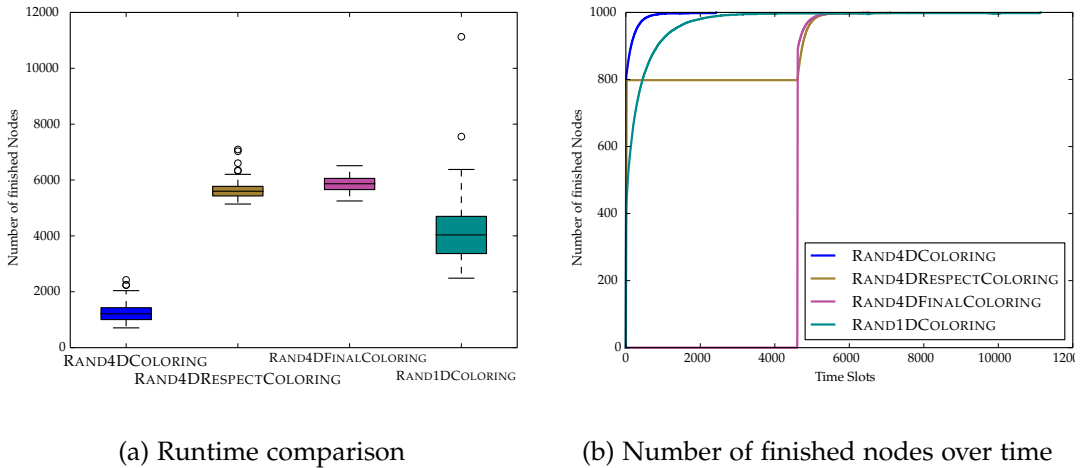 12000
10000
8000
6000
4000
2000
0
Number of finished Nodes
RAND4DCOLORING
RAND4DRESPECTCOLORING
RAND4DFINALCOLORING
RAND1DCOLORING
(a) Runtime comparison
1000
800
600
400
200
0
Number of finished Nodes
0 2000 4000 6000 8000 10000 1200
Time Slots
RAND4DCOLORING
RAND4DRESPECTCOLORING
RAND4DFINALCOLORING
RAND1DCOLORING
(b) Number of finished nodes over time